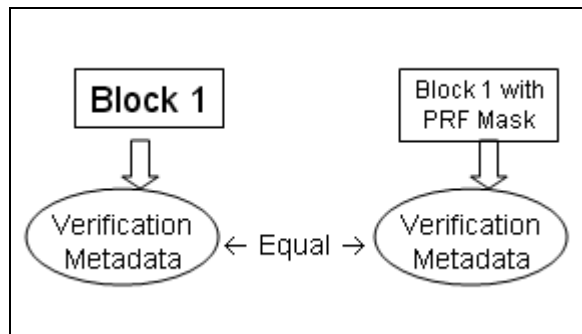 Block 1
Block 1 with
PRF Mask
Verification
Metadata
← Equal →
Verification
Metadata